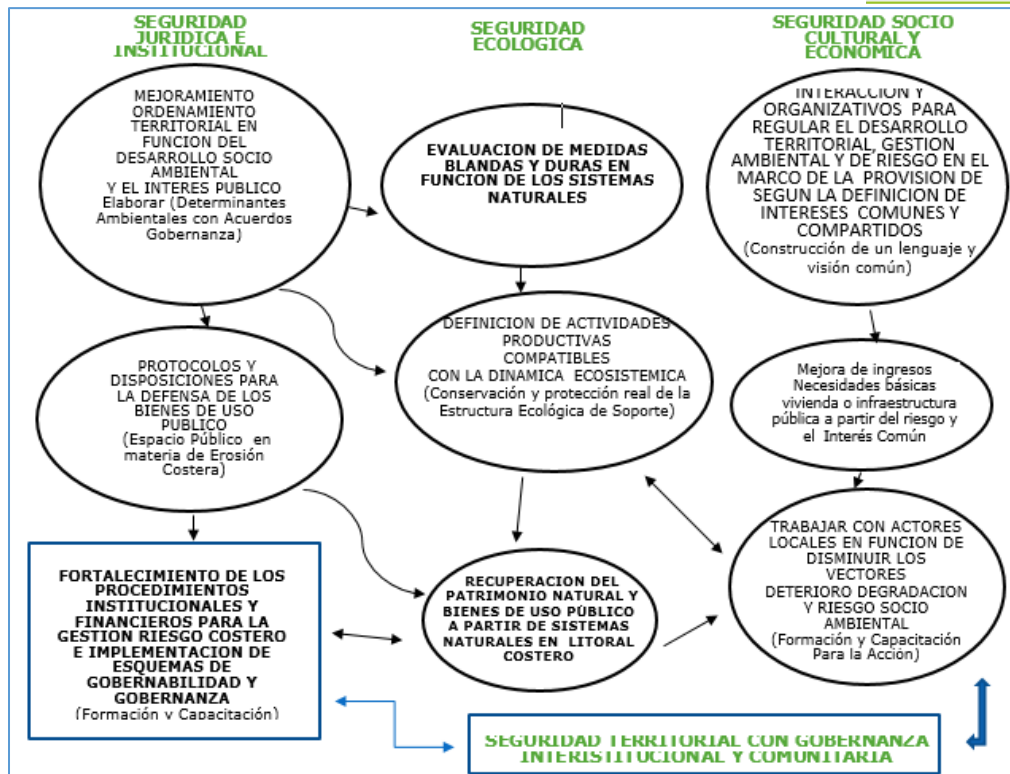 SEGURIDAD
JURIDICA E
INSTITUCIONAL
SEGURIDAD
ECOLOGICA
SEGURIDAD SOCIO
CULTURAL Y
ECONOMICA
MEJORAMIENTO
ORDENAMIENTO
TERRITORIAL EN
FUNCION DEL
DESARROLLO SOCIO
AMBIENTAL
Y EL INTERES PUBLICO
Elaborar (Determinantes
Ambientales con Acuerdos
Gobernanza)
EVALUACION DE MEDIDAS
BLANDAS Y DURAS EN
FUNCION DE LOS SISTEMAS
NATURALES
INTERACCION Y
ORGANIZATIVOS PARA
REGULAR EL DESARROLLO
TERRITORIAL, GESTION
AMBIENTAL Y DE RIESGO EN EL
MARCO DE LA PROVISION DE
SEGUN LA DEFINICION DE
INTERESES COMUNES Y
COMPARTIDOS
(Construcción de un lenguaje y
visión común)
PROTOCOLOS Y
DISPOSICIONES PARA
LA DEFENSA DE LOS
BIENES DE USO
PUBLICO
(Espacio Público en
materia de Erosión
Costera)
DEFINICION DE ACTIVIDADES
PRODUCTIVAS
COMPATIBLES
CON LA DINAMICA ECOSISTEMICA
(Conservación y protección real de la
Estructura Ecológica de Soporte)
Mejora de ingresos
Necesidades básicas
vivienda o infraestructura
pública a partir del riesgo y
el Interés Común
FORTALECIMIENTO DE LOS
PROCEDIMIENTOS
INSTITUCIONALES Y
FINANCIEROS PARA LA
GESTION RIESGO COSTERO
E IMPLEMENTACION DE
ESQUEMAS DE
GOBERNABILIDAD Y
GOBERNANZA
(Formación y Capacitación)
RECUPERACION DEL
PATRIMONIO NATURAL Y
BIENES DE USO PÚBLICO
A PARTIR DE SISTEMAS
NATURALES EN LITORAL
COSTERO
TRABAJAR CON ACTORES
LOCALES EN FUNCION DE
DISMINUIR LOS
VECTORES
DETERIORO DEGRADACION
Y RIESGO SOCIO
AMBIENTAL
(Formación y Capacitación
Para la Acción)
SEGURIDAD TERRITORIAL CON GOBERNANZA
INTERISTITUCIONAL Y COMUNITARIA